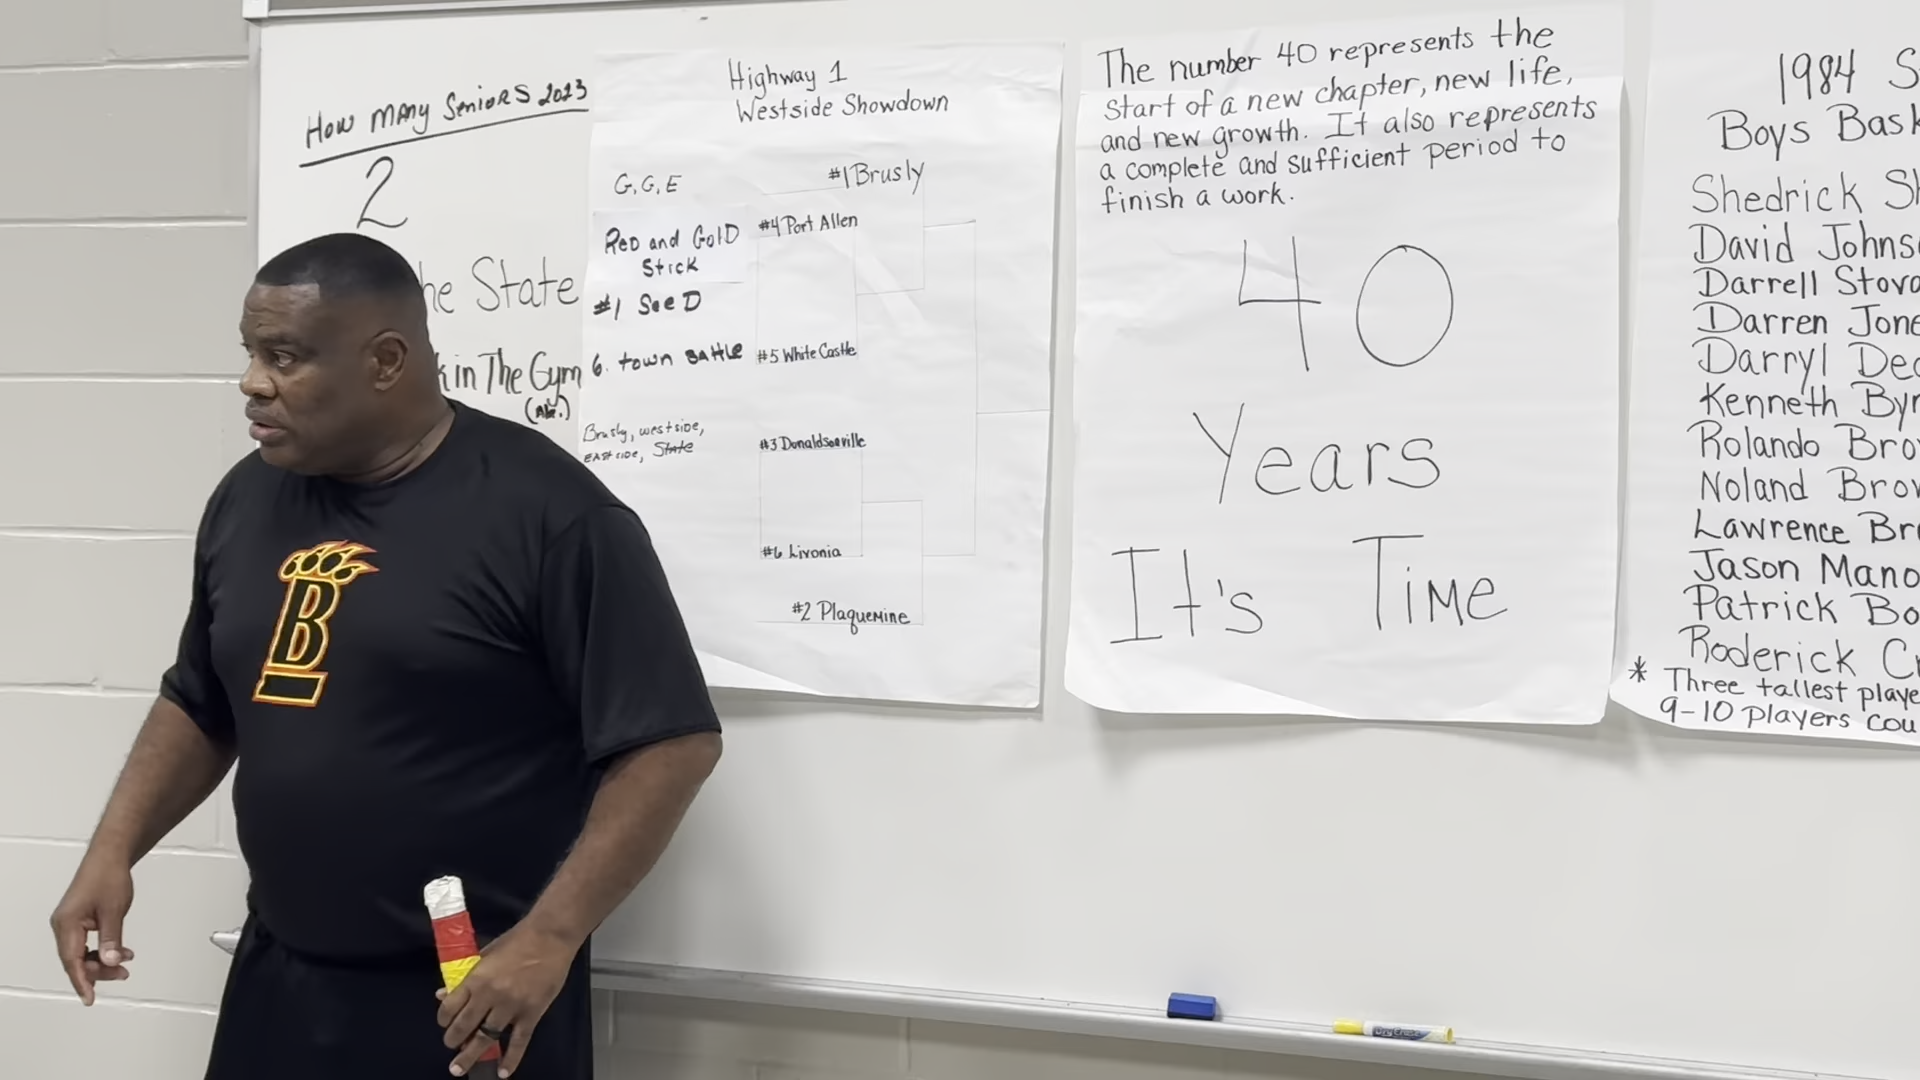 How Many Seniors 2023
2
he State
in The Gym
Highway 1
Westside Showdown
G.G.E
Red and Gold
Stick
#1 Seed
6. town Battle
Brusly, westside,
Eastside, State
#1 Brusly
#4 Port Allen
#5 White Castle
#3 Donaldsonville
#6 Livonia
#2 Plaquemine
The number 40 represents the
start of a new chapter, new life,
and new growth. It also represents
a complete and sufficient period to
finish a work.
40
Years
It's Time
1984 S
Boys Bask
Shedrick Sh
David Johns
Darrell Stova
Darren Jone
Darryl Dec
Kenneth Byr
Rolando Brow
Noland Brow
Lawrence Bro
Jason Mano
Patrick Bo
Roderick Cr
* Three tallest playe
9-10 players cou
B